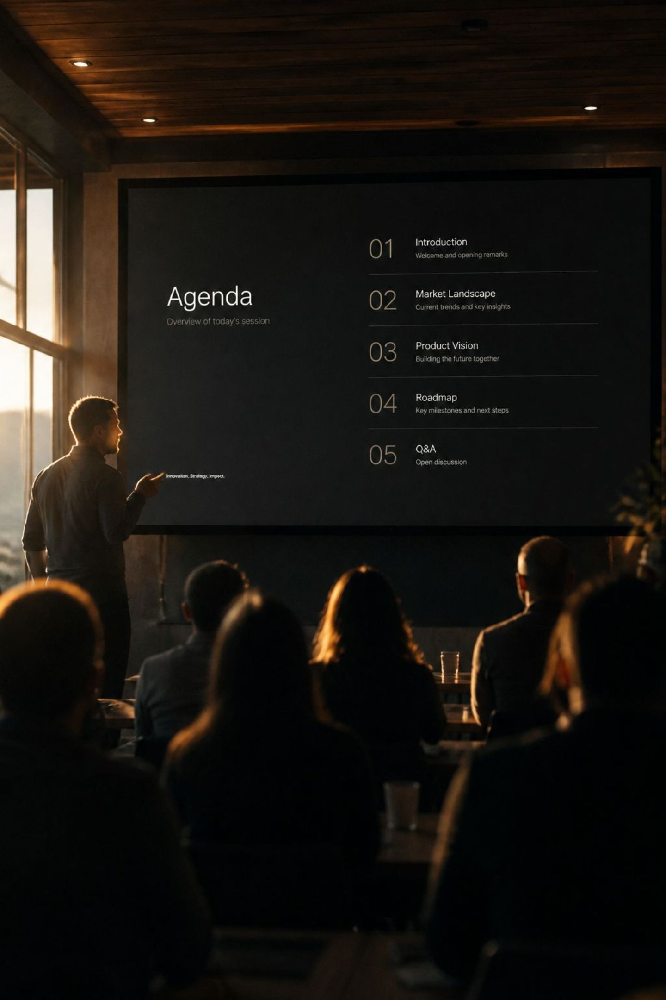 Agenda
Overview of today's session
01
Introduction
Welcome and opening remarks
02
Market Landscape
Current trends and key insights
03
Product Vision
Building the future together
04
Roadmap
Key milestones and next steps
05
Q&A
Open discussion
Innovation. Strategy. Impact.